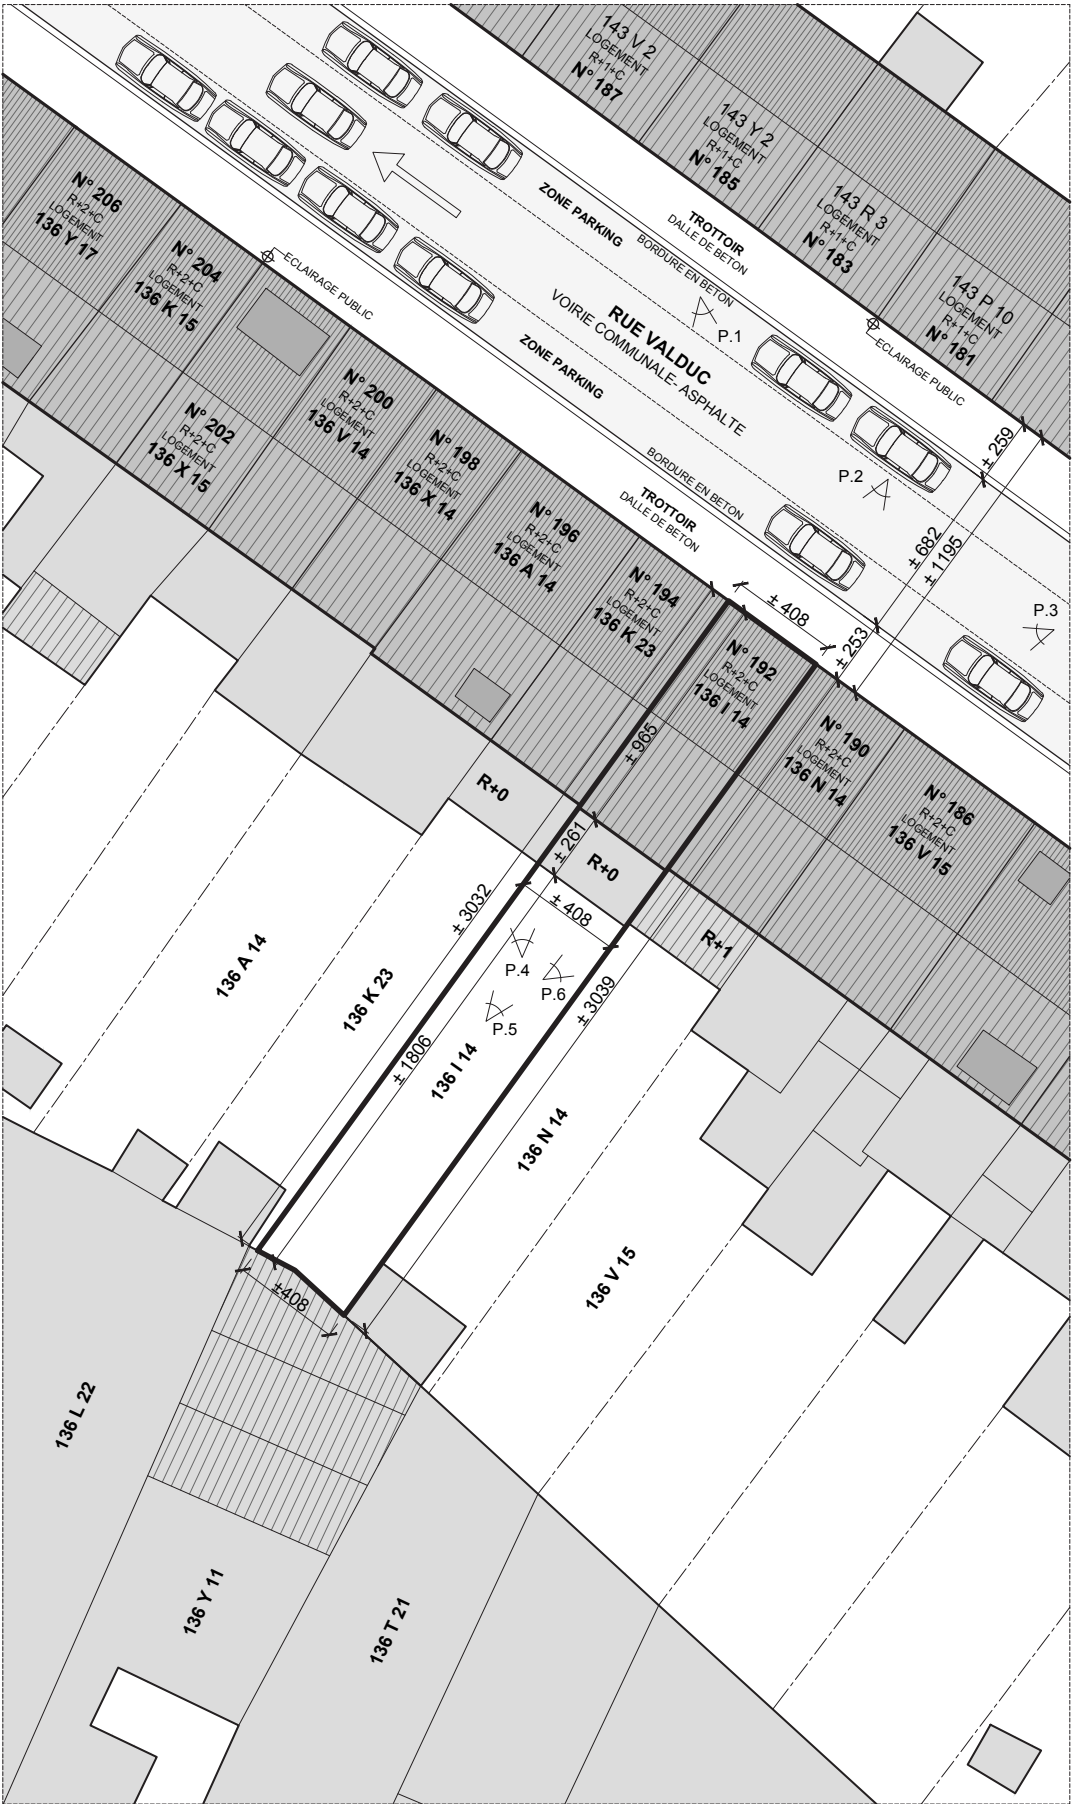 143 V 2
LOGEMENT
R+1+C
N° 187
143 Y 2
LOGEMENT
R+1+C
N° 185
143 R 3
LOGEMENT
R+1+C
N° 183
143 P 10
LOGEMENT
R+1+C
N° 181
N° 206
R+2+C
LOGEMENT
136 Y 17
N° 204
R+2+C
LOGEMENT
136 K 15
ECLAIRAGE PUBLIC
ZONE PARKING
TROTTOIR
DALLE DE BETON
BORDURE EN BETON
P.1
RUE VALDUC
VOIRIE COMMUNALE- ASPHALTE
ECLAIRAGE PUBLIC
ZONE PARKING
N° 202
R+2+C
LOGEMENT
136 X 15
N° 200
R+2+C
LOGEMENT
136 V 14
N° 198
R+2+C
LOGEMENT
136 X 14
N° 196
R+2+C
LOGEMENT
136 A 14
N° 194
R+2+C
LOGEMENT
136 K 23
BORDURE EN BETON
TROTTOIR
DALLE DE BETON
P.2
± 259
± 682
± 1195
± 253
P.3
± 408
N° 192
R+2+C
LOGEMENT
136 I 14
N° 190
R+2+C
LOGEMENT
136 N 14
N° 186
R+2+C
LOGEMENT
136 V 15
± 965
R+0
± 261
R+0
± 408
R+1
± 3032
P.4
P.6
P.5
± 3039
136 A 14
136 K 23
± 1806
136 I 14
136 N 14
136 V 15
±408
136 L 22
136 Y 11
136 T 21